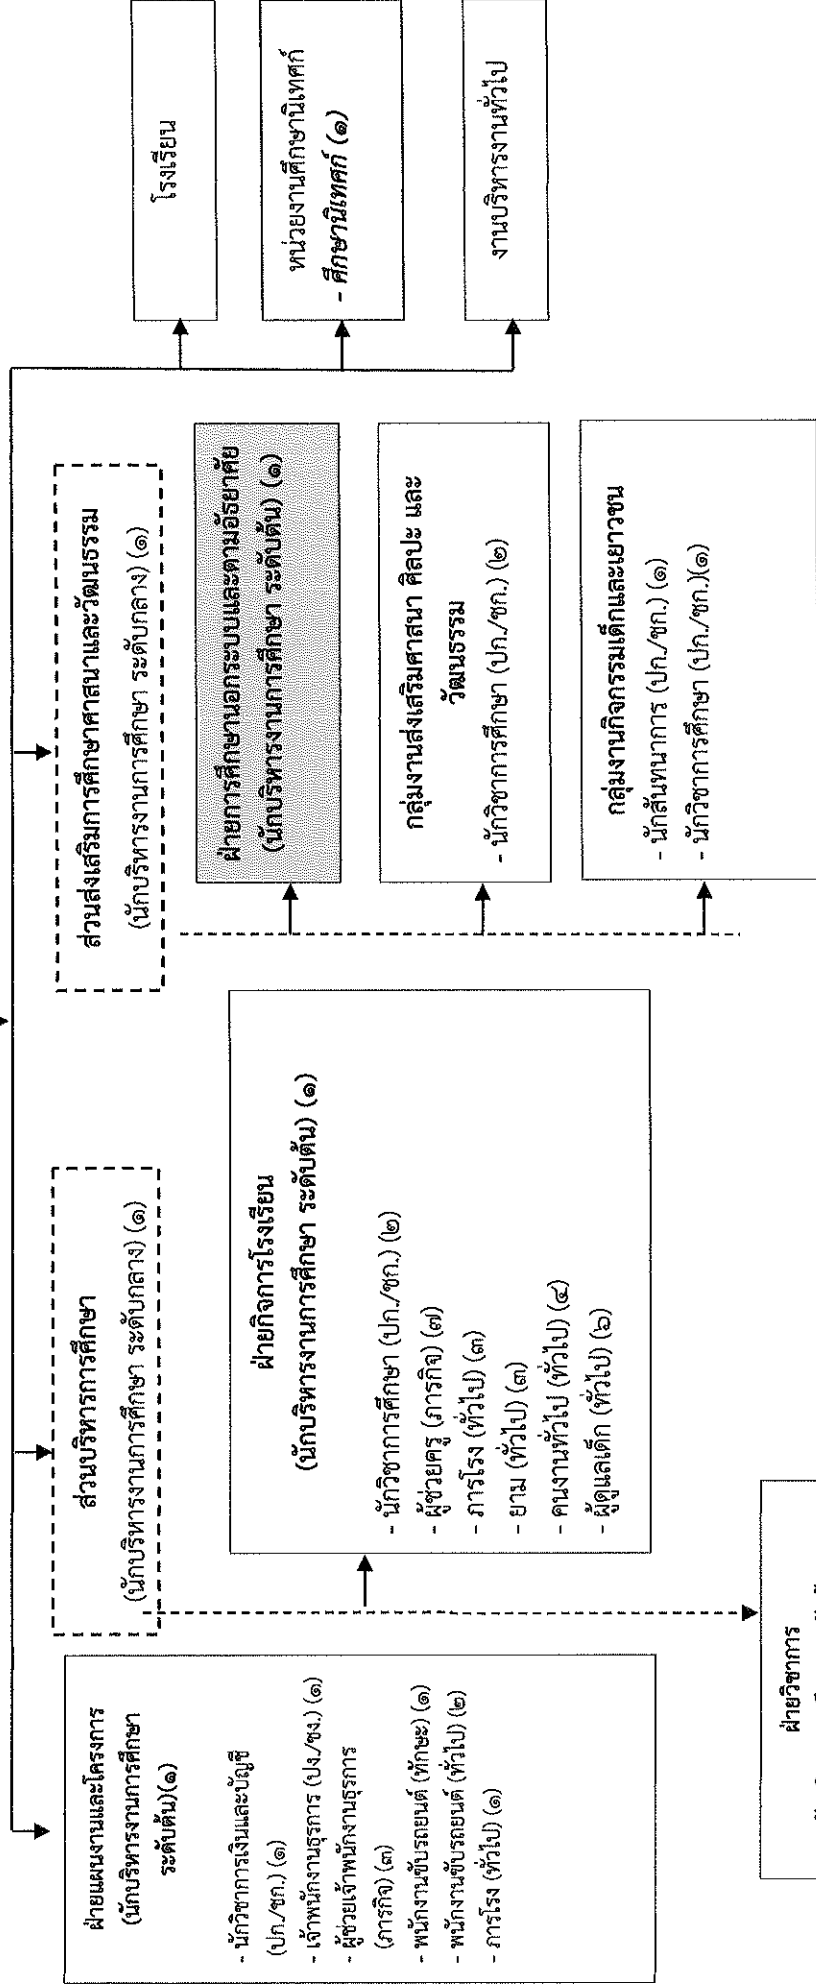 ฝ่ายแผนงานและโครงการ
(นักบริหารงานการศึกษา
ระดับต้น)(๑)
- นักวิชาการเงินและบัญชี
(ปก./ชก.) (๑)
- เจ้าพนักงานธุรการ (ปง./ชง.) (๑)
- ผู้ช่วยเจ้าพนักงานธุรการ
(ภารกิจ) (๓)
- พนักงานขับรถยนต์ (ทักษะ) (๑)
- พนักงานขับรถยนต์ (ทั่วไป) (๒)
- ภารโรง (ทั่วไป) (๑)
ส่วนบริหารการศึกษา
(นักบริหารงานการศึกษา ระดับกลาง) (๑)
ฝ่ายกิจการโรงเรียน
(นักบริหารงานการศึกษา ระดับต้น) (๑)
- นักวิชาการศึกษา (ปก./ชก.) (๒)
- ผู้ช่วยครู (ภารกิจ) (๗)
- ภารโรง (ทั่วไป) (๓)
- ยาม (ทั่วไป) (๓)
- คนงานทั่วไป (ทั่วไป) (๔)
- ผู้ดูแลเด็ก (ทั่วไป) (๖)
ฝ่ายวิชาการ
ส่วนส่งเสริมการศึกษาศาสนาและวัฒนธรรม
(นักบริหารงานการศึกษา ระดับกลาง) (๑)
ฝ่ายการศึกษานอกระบบและตามอัธยาศัย
(นักบริหารงานการศึกษา ระดับต้น) (๑)
กลุ่มงานส่งเสริมศาสนา ศิลปะ และ
วัฒนธรรม
- นักวิชาการศึกษา (ปก./ชก.) (๒)
กลุ่มงานกิจกรรมเด็กและเยาวชน
- นักสันทนาการ (ปก./ชก.) (๑)
- นักวิชาการศึกษา (ปก./ชก.)(๑)
โรงเรียน
หน่วยงานศึกษานิเทศก์
- ศึกษานิเทศก์ (๑)
งานบริหารงานทั่วไป